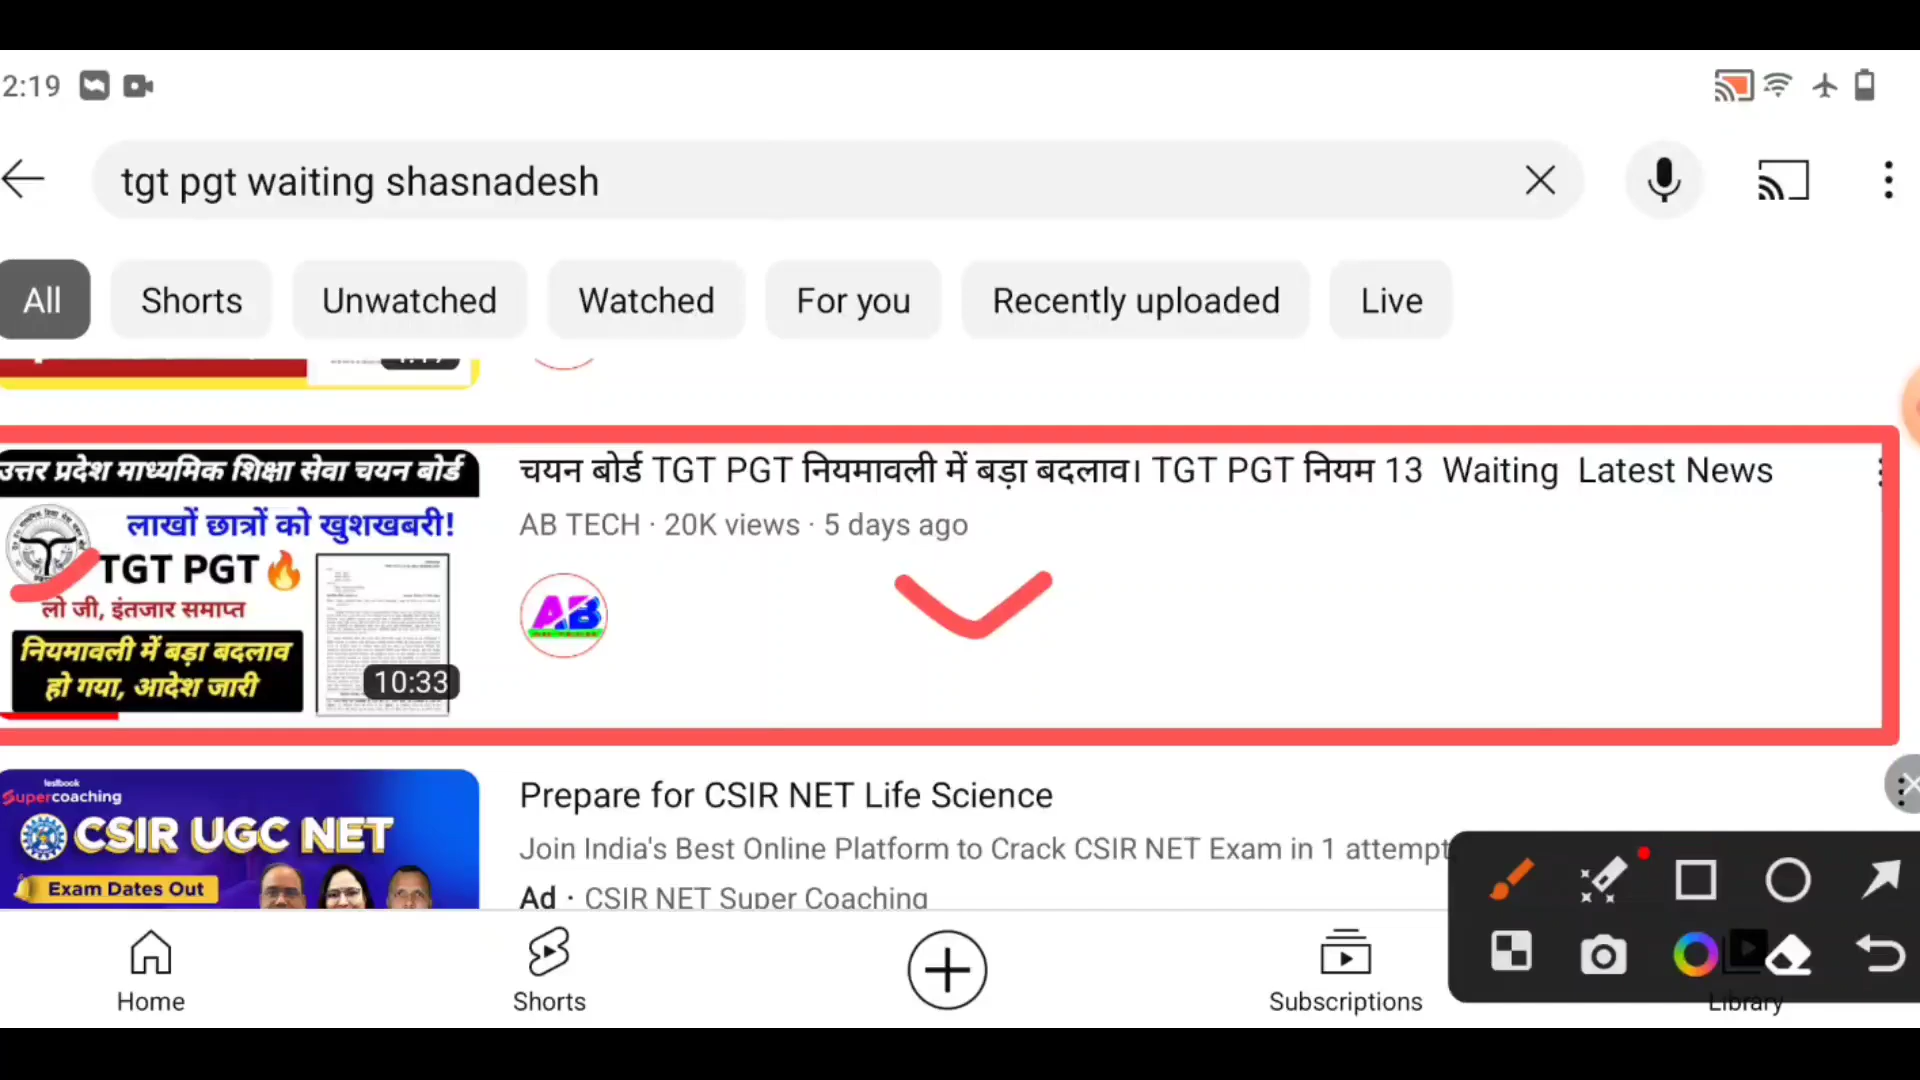 2:19
tgt pgt waiting shasnadesh
All
Shorts
Unwatched
Watched
For you
Recently uploaded
Live
उत्तर प्रदेश माध्यमिक शिक्षा सेवा चयन बोर्ड
लाखों छात्रों को खुशखबरी!
TGT PGT
लो जी, इंतजार समाप्त
नियमावली में बड़ा बदलाव
हो गया, आदेश जारी
10:33
चयन बोर्ड TGT PGT नियमावली में बड़ा बदलाव। TGT PGT नियम 13 Waiting Latest News
AB TECH · 20K views · 5 days ago
AB
testbook
Supercoaching
CSIR UGC NET
Exam Dates Out
Prepare for CSIR NET Life Science
Join India's Best Online Platform to Crack CSIR NET Exam in 1 attempt
Ad · CSIR NET Super Coaching
Home
Shorts
Subscriptions
Library